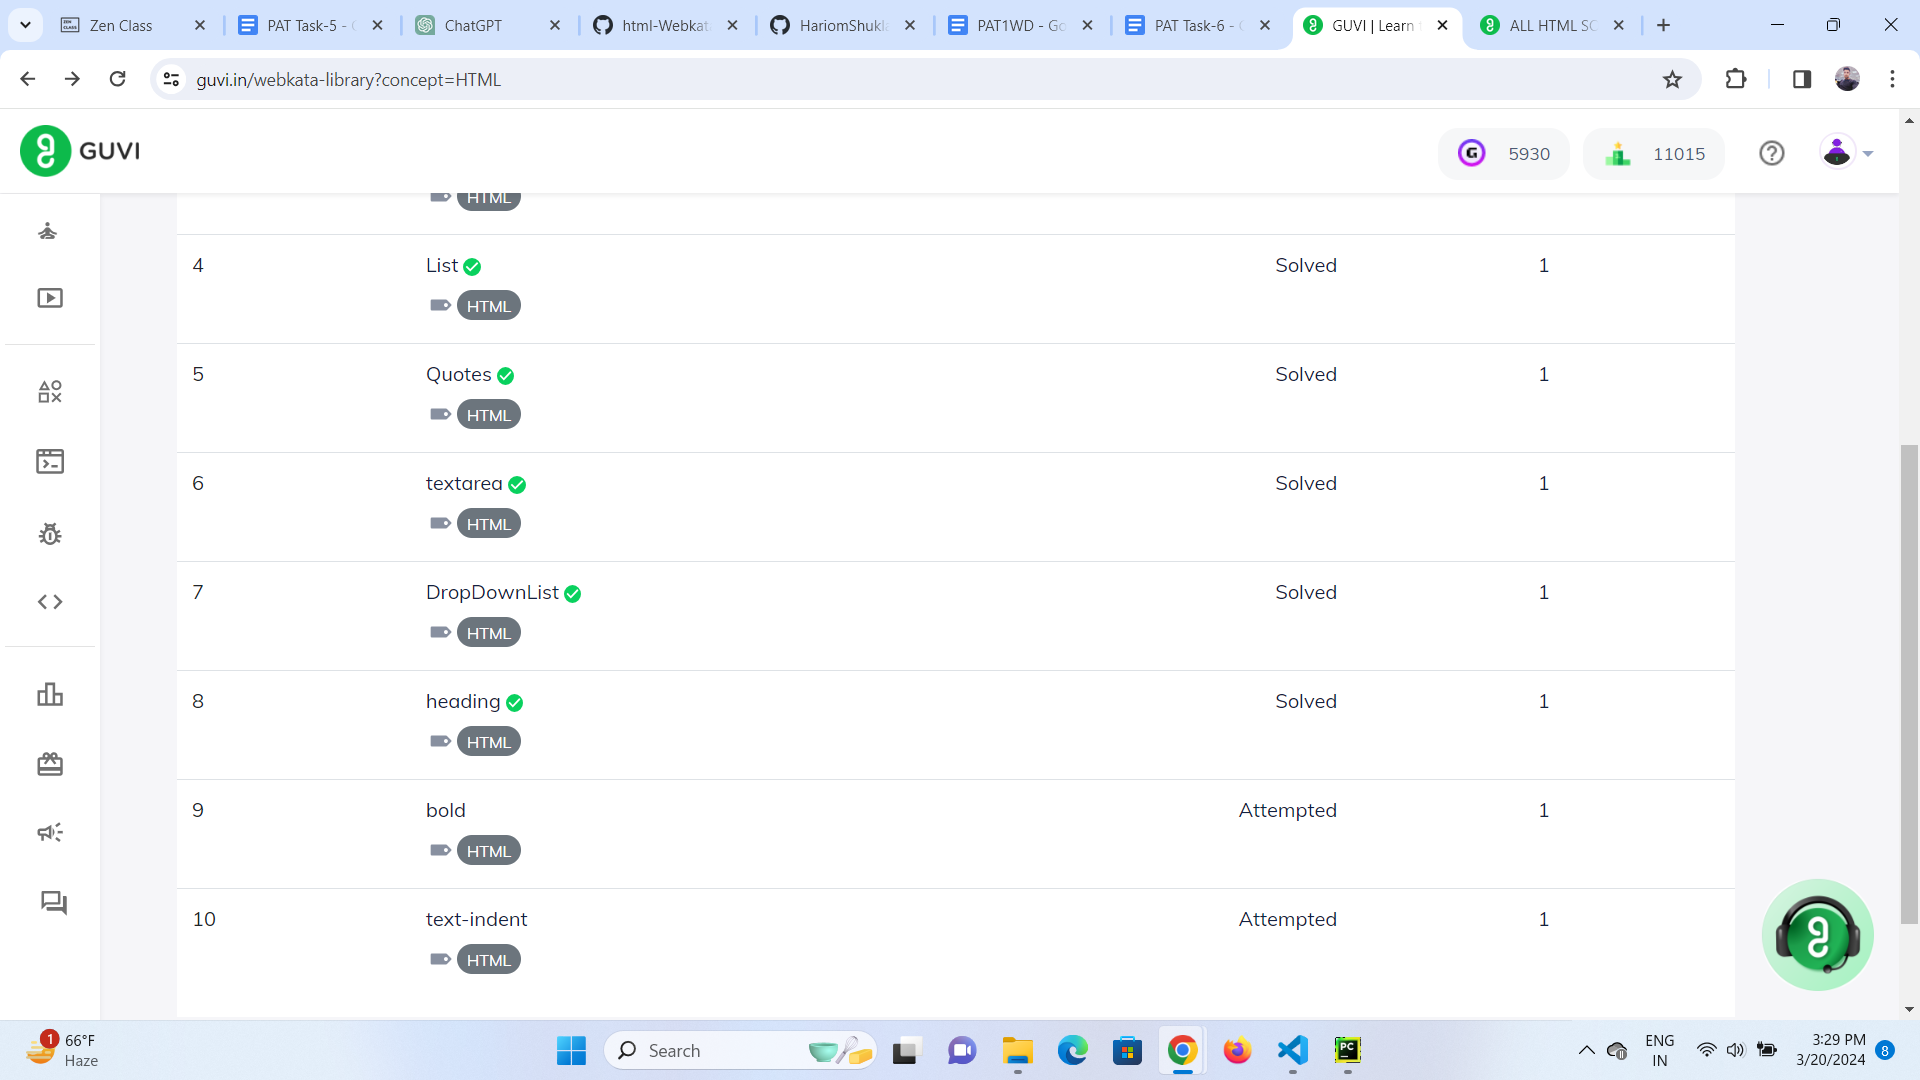 Zen Class
PAT Task-5 -
ChatGPT
html-Webkat
HariomShukla
PAT1WD - Go
PAT Task-6 -
GUVI | Learn
ALL HTML SC
guvi.in/webkata-library?concept=HTML
GUVI
G 5930
11015
HTML
4 List Solved 1
HTML
5 Quotes Solved 1
HTML
6 textarea Solved 1
HTML
7 DropDownList Solved 1
HTML
8 heading Solved 1
HTML
9 bold Attempted 1
HTML
10 text-indent Attempted 1
HTML
1
66°F
Haze
Search
PC
ENG
IN
3:29 PM
3/20/2024
8